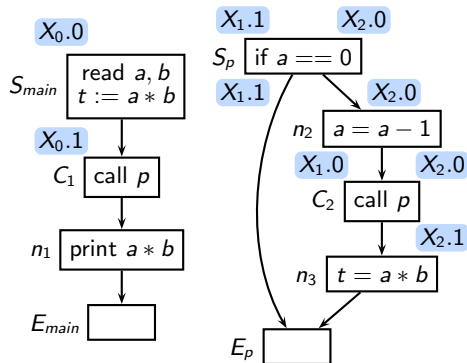 X₀.0
S_main
read a, b
t := a * b
X₀.1
C₁ call p
n₁ print a * b
E_main
X₁.1 X₂.0
S_p if a == 0
X₁.1 X₂.0
n₂ a = a − 1
X₁.0 X₂.0
C₂ call p
X₂.1
n₃ t = a * b
E_p